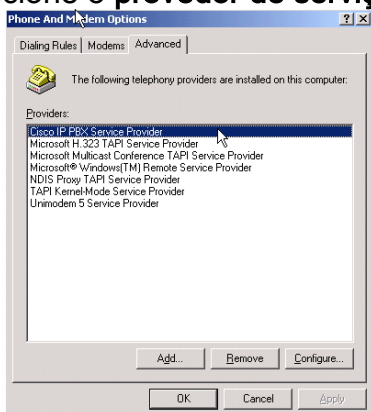 o provedor de
Phone And Modem Options
Dialing Rules Modems Advanced
The following telephony providers are installed on this computer:
Providers:
Cisco IP PBX Service Provider
Microsoft H.323 TAPI Service Provider
Microsoft Multicast Conference TAPI Service Provider
Microsoft® Windows(TM) Remote Service Provider
NDIS Proxy TAPI Service Provider
TAPI Kernel-Mode Service Provider
Unimodem 5 Service Provider
Add... Remove Configure...
OK Cancel Apply